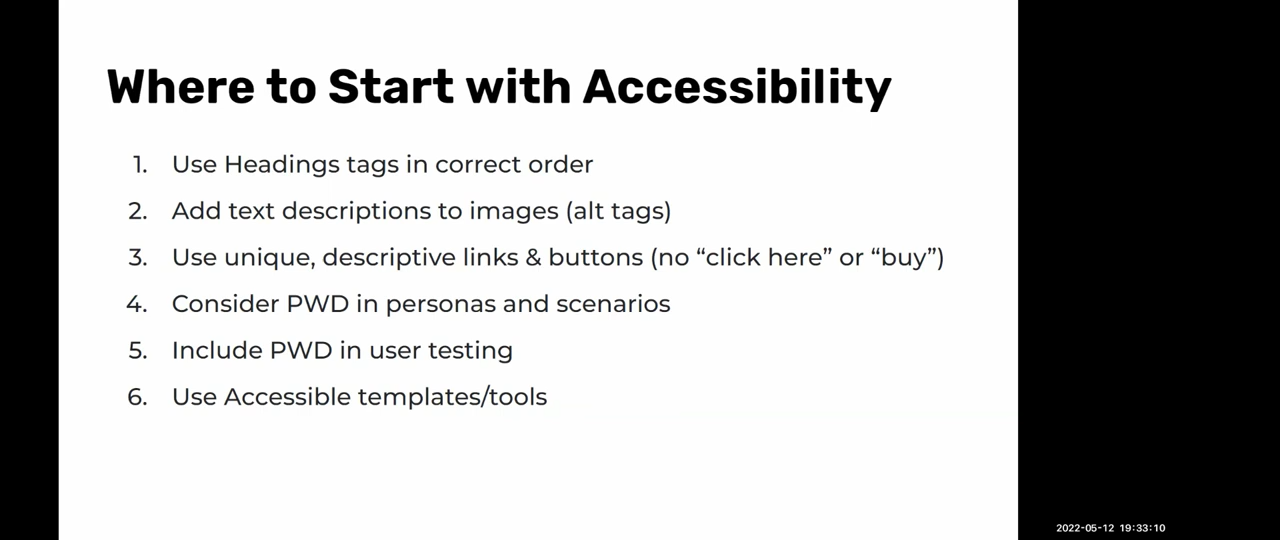 Where to Start with Accessibility
1. Use Headings tags in correct order
2. Add text descriptions to images (alt tags)
3. Use unique, descriptive links & buttons (no “click here” or “buy”)
4. Consider PWD in personas and scenarios
5. Include PWD in user testing
6. Use Accessible templates/tools
2022-05-12 19:33:10